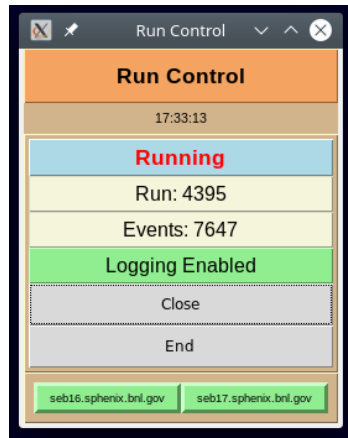 Run Control
Run Control
17:33:13
Running
Run: 4395
Events: 7647
Logging Enabled
Close
End
seb16.sphenix.bnl.gov seb17.sphenix.bnl.gov